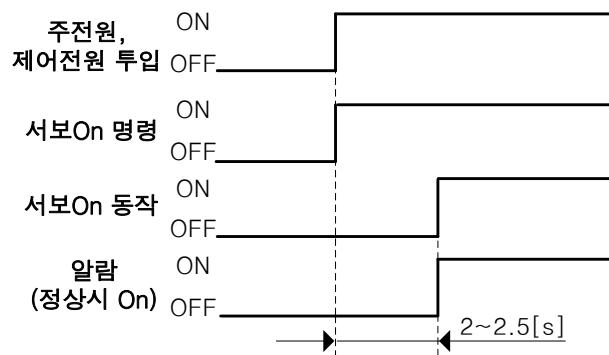 주전원,
제어전원 투입
ON
OFF
서보On 명령
ON
OFF
서보On 동작
ON
OFF
알람
(정상시 On)
ON
OFF
2~2.5[s]